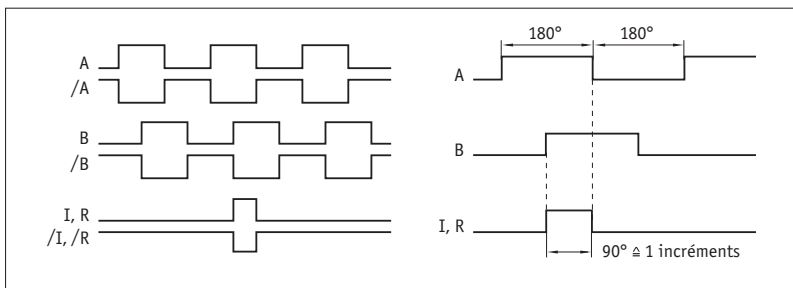 A
/A
B
/B
I, R
/I, /R
180°
180°
A
B
I, R
90° ≙ 1 incréments